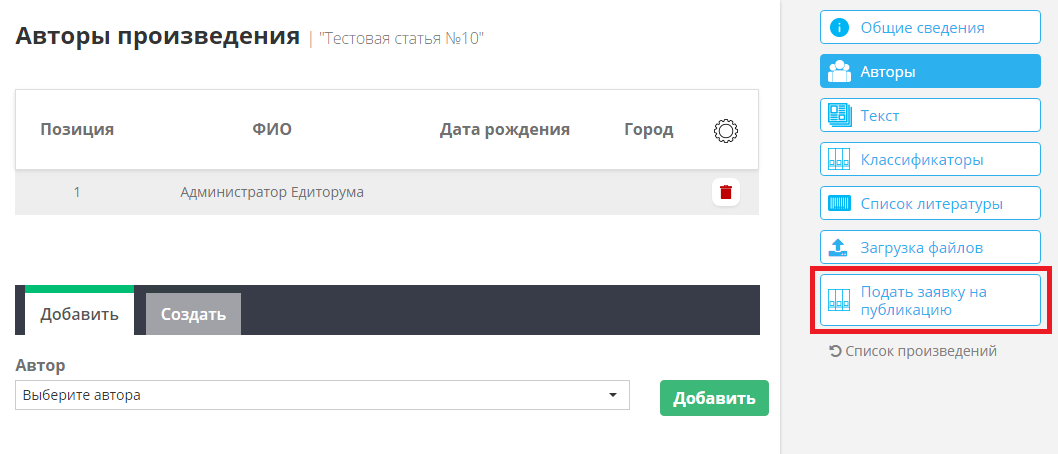 Авторы произведения | "Тестовая статья №10"
Позиция ФИО Дата рождения Город
1 Администратор Едиторума
Добавить Создать
Автор
Выберите автора
Добавить
Общие сведения
Авторы
Текст
Классификаторы
Список литературы
Загрузка файлов
Подать заявку на
публикацию
Список произведений